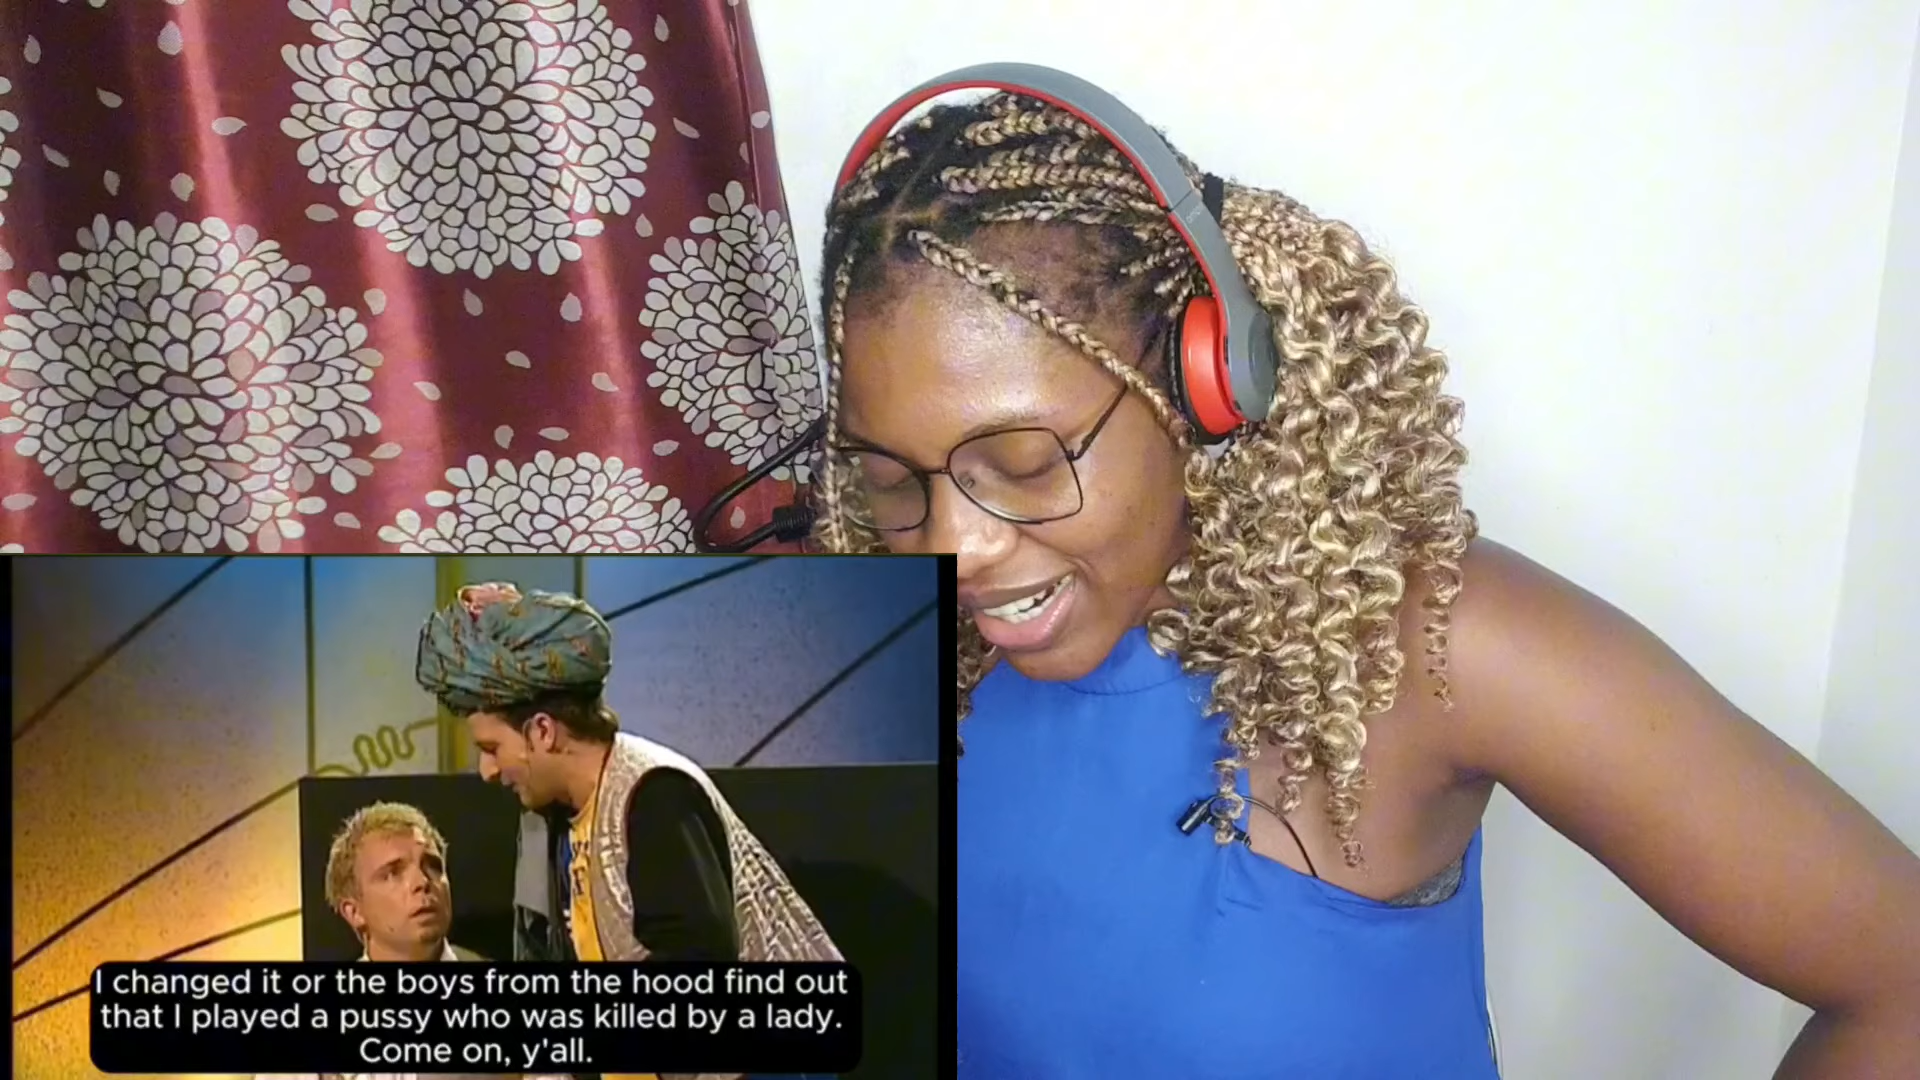 I changed it or the boys from the hood find out
that I played a pussy who was killed by a lady.
Come on, y'all.